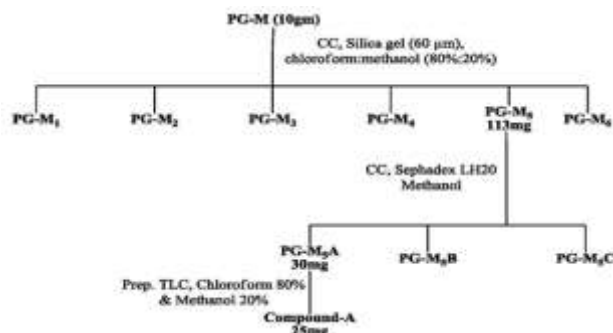 PG-M (10gm)
CC, Silica gel (60 μm),
chloroform:methanol (80%:20%)
PG-M₁ PG-M₂ PG-M₃ PG-M₄ PG-M₅ PG-M₆
113mg
CC, Sephadex LH20
Methanol
PG-M₅A PG-M₅B PG-M₅C
30mg
Prep. TLC, Chloroform 80%
& Methanol 20%
Compound-A
25mg